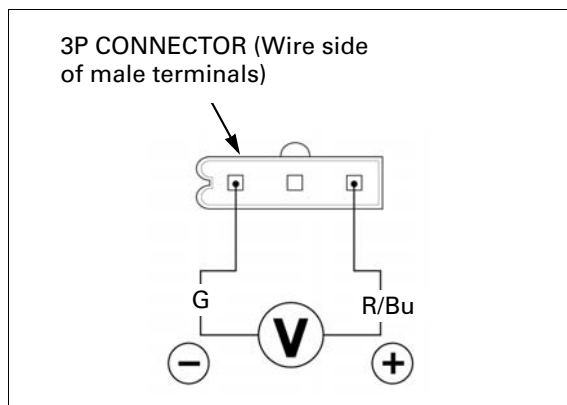 3P CONNECTOR (Wire side
of male terminals)
G
R/Bu
V
−
+